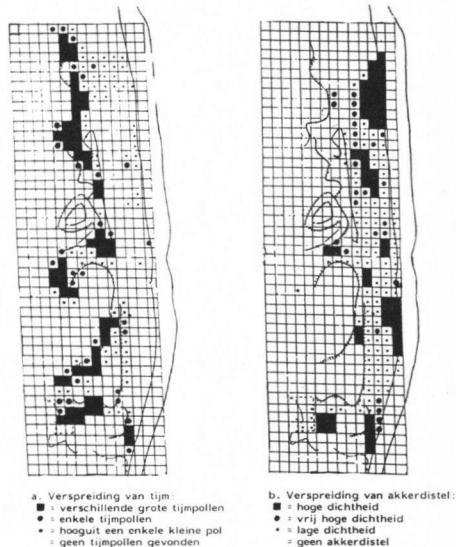 a. Verspreiding van tijm:
■ = verschillende grote tijmpollen
● = enkele tijmpollen
• = hooguit een enkele kleine pol
= geen tijmpollen gevonden
b. Verspreiding van akkerdistel:
■ = hoge dichtheid
● = vrij hoge dichtheid
• = lage dichtheid
= geen akkerdistel